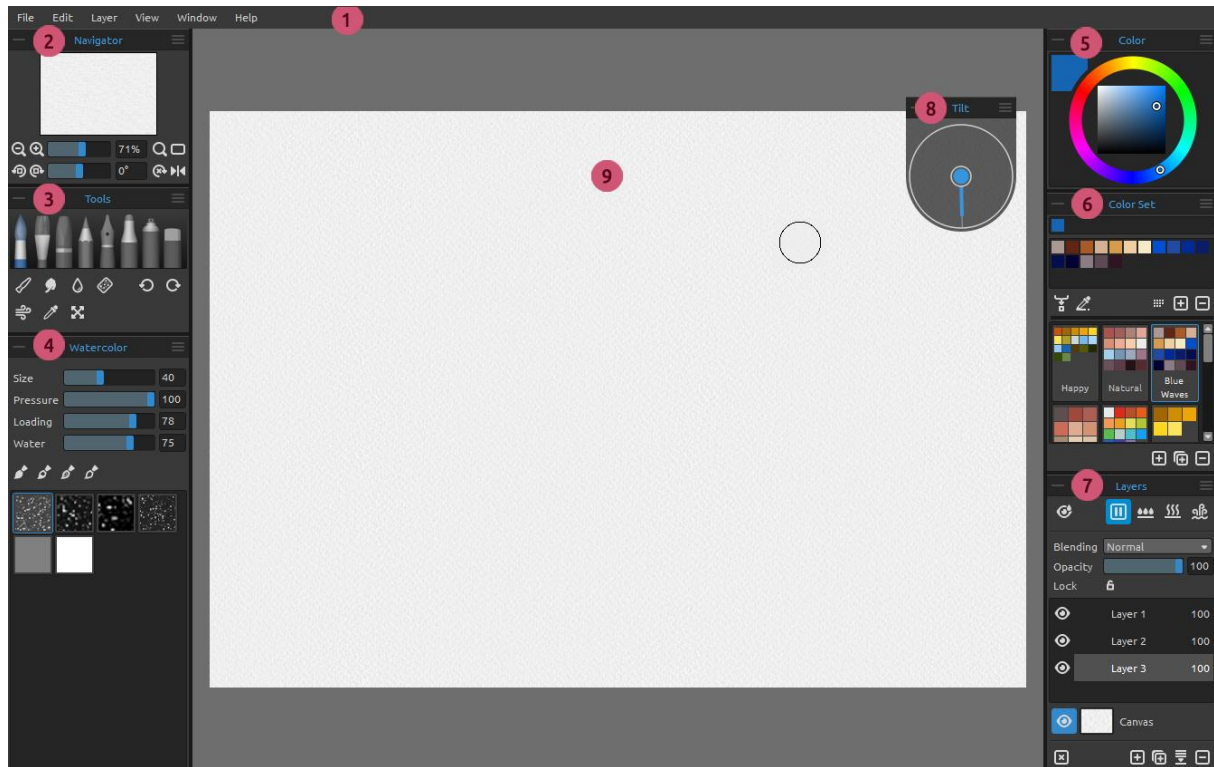 File Edit Layer View Window Help 1
2 Navigator
71%
0°
3 Tools
4 Watercolor
Size 40
Pressure 100
Loading 78
Water 75
8 Tilt
9
5 Color
6 Color Set
Happy Natural Blue Waves
7 Layers
Blending Normal
Opacity 100
Lock
Layer 1 100
Layer 2 100
Layer 3 100
Canvas